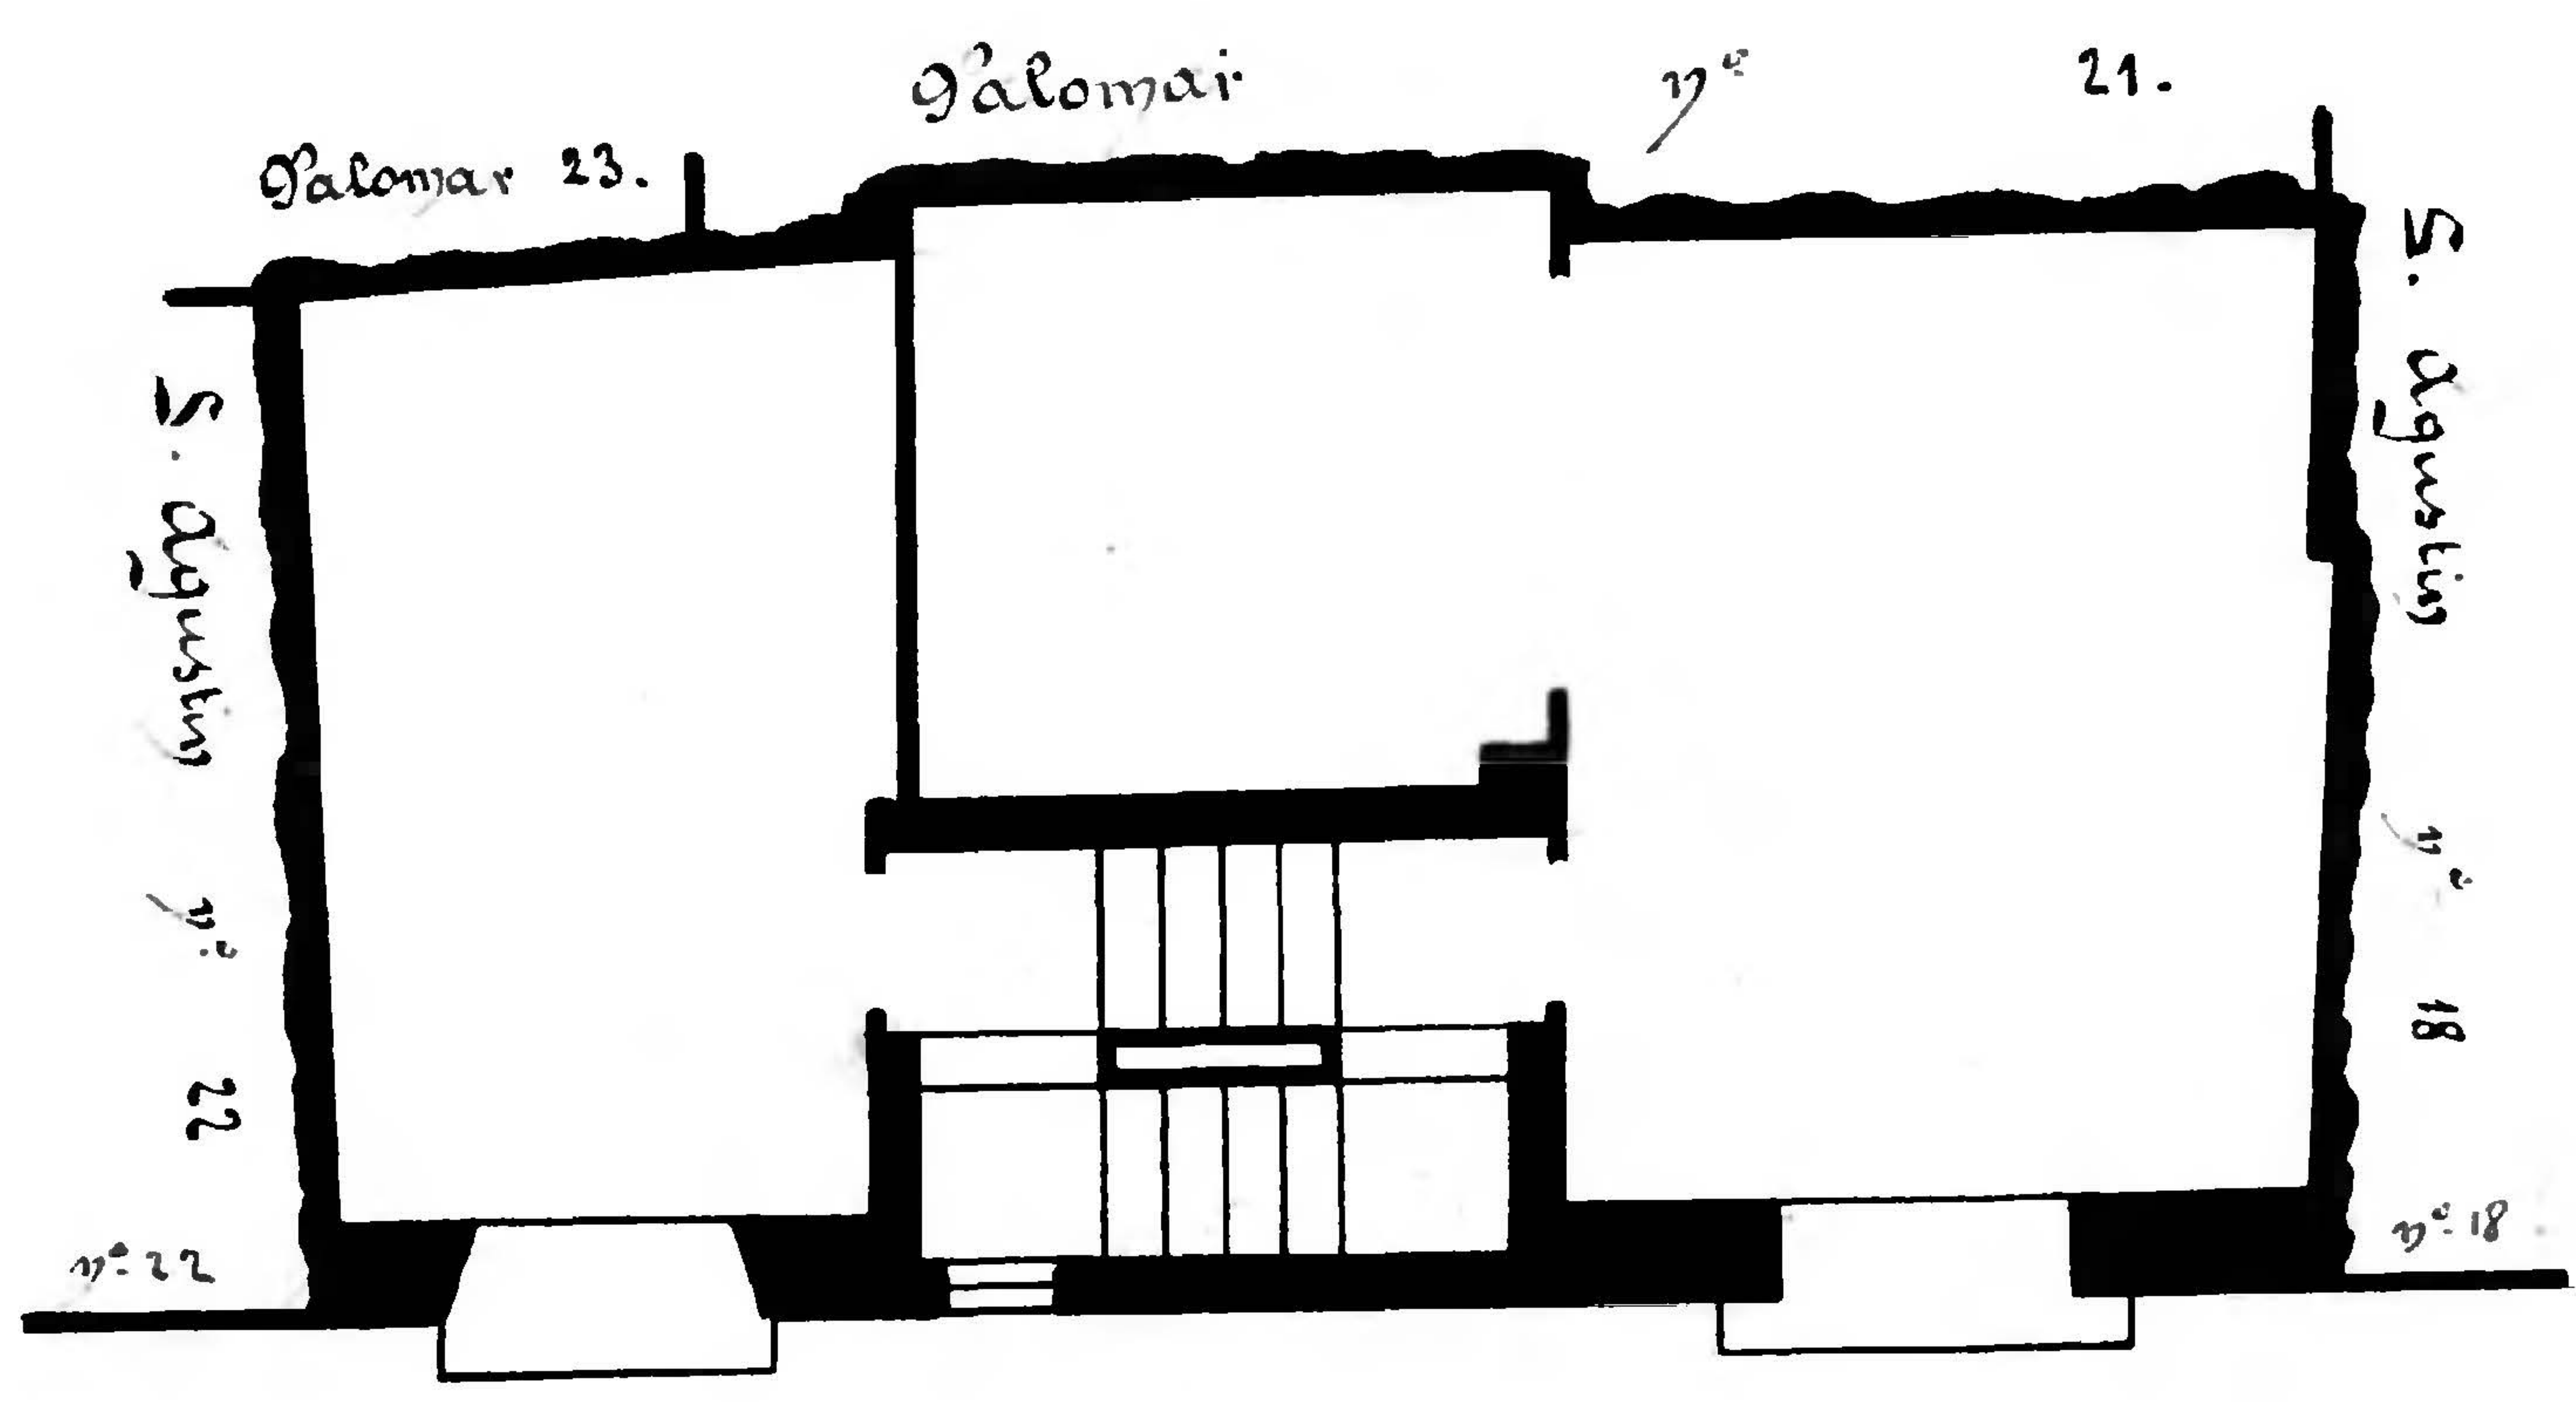 Palomar nº 21.
Palomar 23.
S. Agustin nº 22
S. Agustin nº 18
nº 22
nº 18